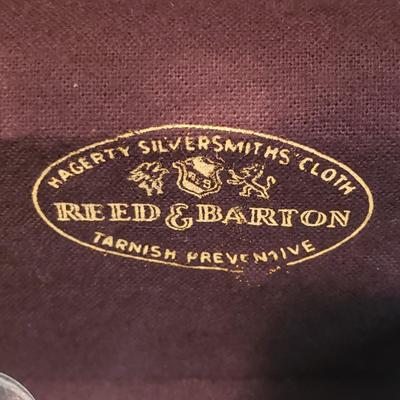 HAGERTY SILVERSMITHS' CLOTH
R&B
REED & BARTON
TARNISH PREVENTIVE